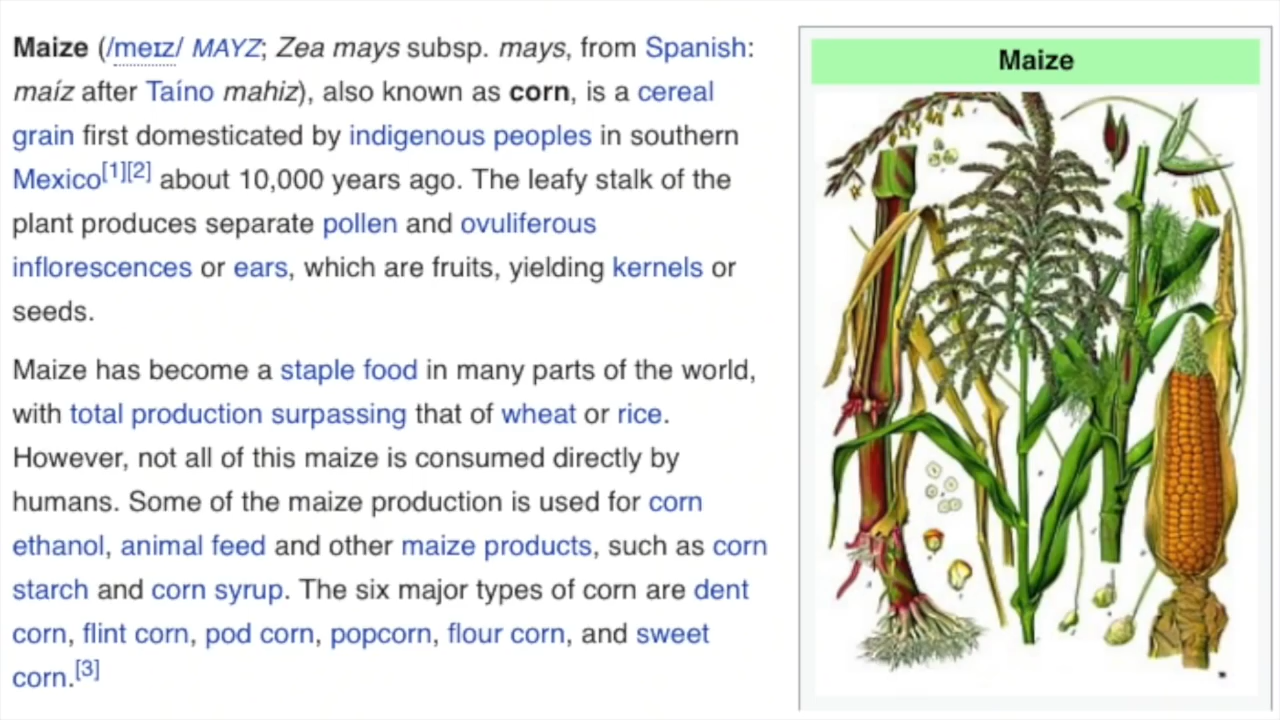 Maize (/meɪz/ MAYZ; Zea mays subsp. mays, from Spanish:
maíz after Taíno mahiz), also known as corn, is a cereal
grain first domesticated by indigenous peoples in southern
Mexico[1][2] about 10,000 years ago. The leafy stalk of the
plant produces separate pollen and ovuliferous
inflorescences or ears, which are fruits, yielding kernels or
seeds.
Maize has become a staple food in many parts of the world,
with total production surpassing that of wheat or rice.
However, not all of this maize is consumed directly by
humans. Some of the maize production is used for corn
ethanol, animal feed and other maize products, such as corn
starch and corn syrup. The six major types of corn are dent
corn, flint corn, pod corn, popcorn, flour corn, and sweet
corn.[3]
Maize